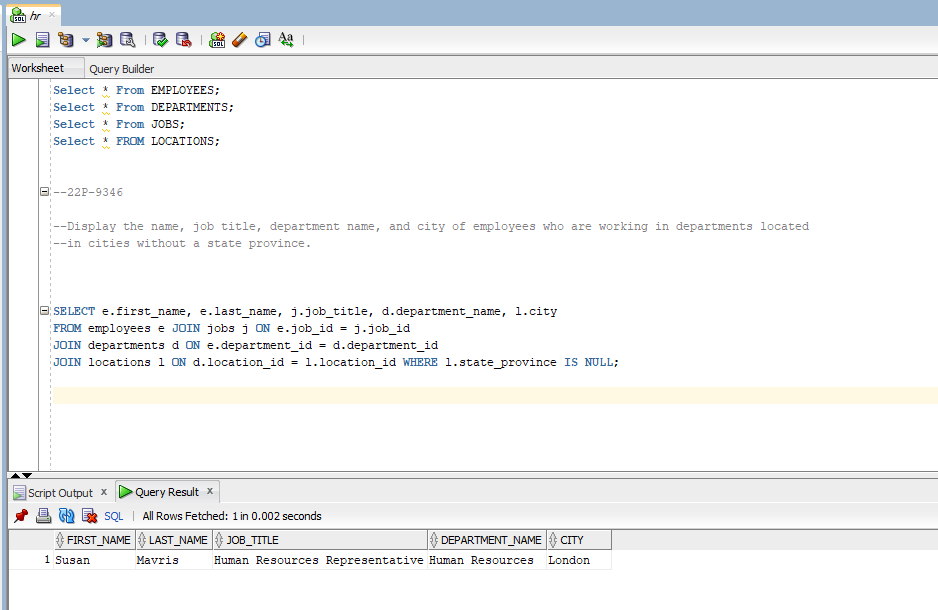 hr
Worksheet
Query Builder
Select * From EMPLOYEES;
Select * From DEPARTMENTS;
Select * From JOBS;
Select * FROM LOCATIONS;
--22P-9346
--Display the name, job title, department name, and city of employees who are working in departments located
--in cities without a state province.
SELECT e.first_name, e.last_name, j.job_title, d.department_name, l.city
FROM employees e JOIN jobs j ON e.job_id = j.job_id
JOIN departments d ON e.department_id = d.department_id
JOIN locations l ON d.location_id = l.location_id WHERE l.state_province IS NULL;
Script Output x Query Result x
SQL | All Rows Fetched: 1 in 0.002 seconds
FIRST_NAME LAST_NAME JOB_TITLE DEPARTMENT_NAME CITY
1 Susan Mavris Human Resources Representative Human Resources London